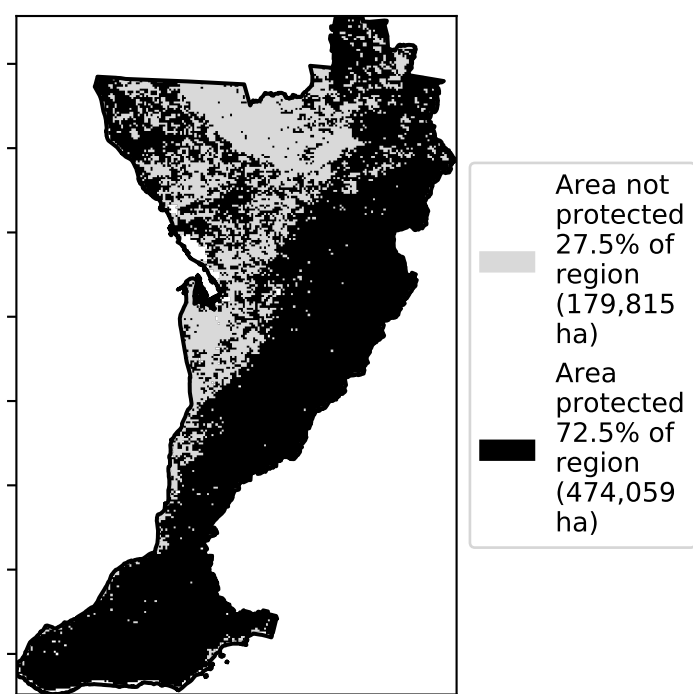 Area not
protected
27.5% of
region
(179,815
ha)
Area
protected
72.5% of
region
(474,059
ha)